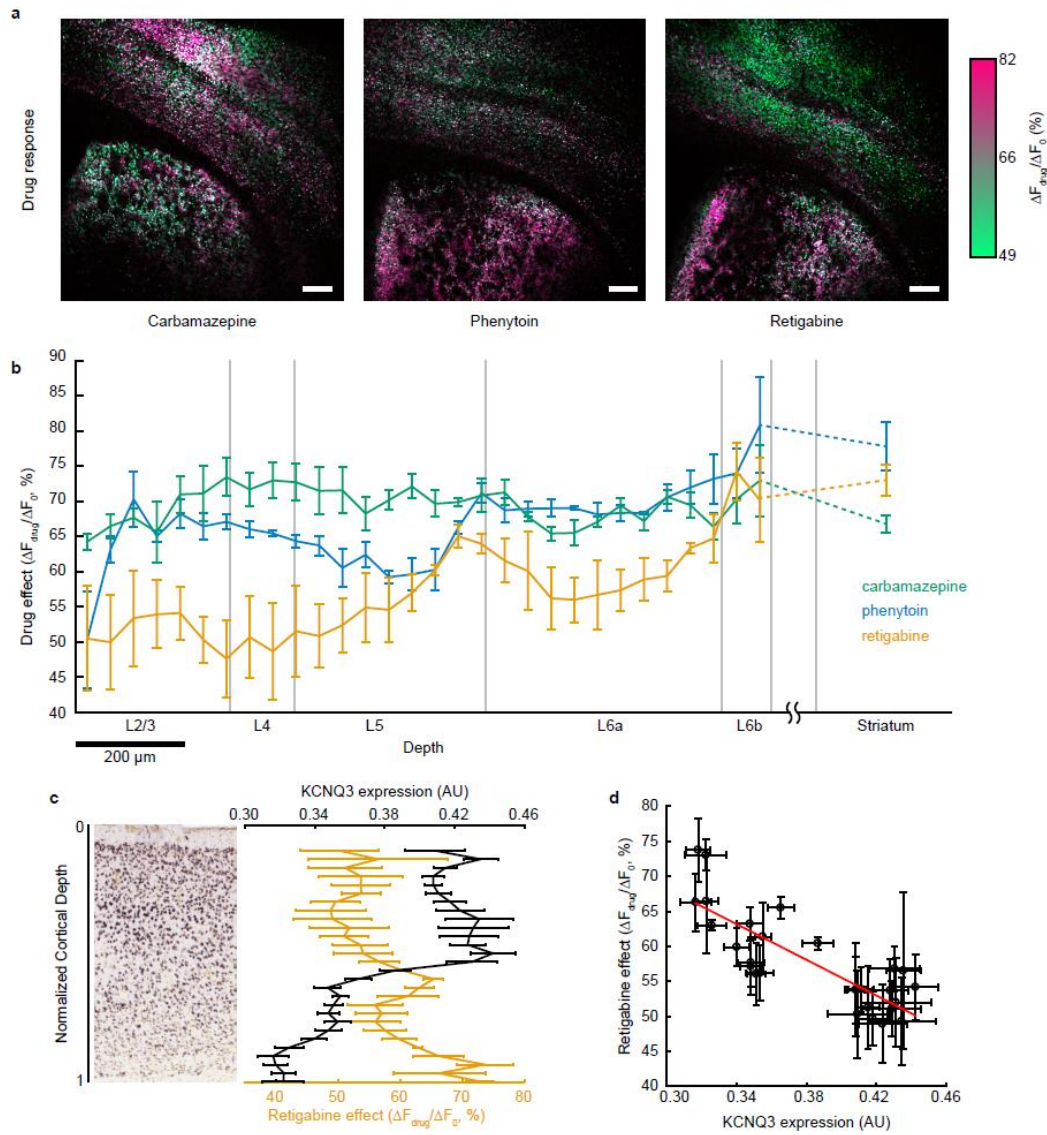 a
Drug response
Carbamazepine
Phenytoin
Retigabine
82
66
49
ΔF_drug/ΔF_0 (%)
b
Drug effect (ΔF_drug/ΔF_0, %)
90
85
80
75
70
65
60
55
50
45
40
carbamazepine
phenytoin
retigabine
L2/3 L4 L5 L6a L6b Striatum
Depth
200 µm
c
KCNQ3 expression (AU)
0.30 0.34 0.38 0.42 0.46
0
Normalized Cortical Depth
1
40 50 60 70 80
Retigabine effect (ΔF_drug/ΔF_0, %)
d
Retigabine effect (ΔF_drug/ΔF_0, %)
80
75
70
65
60
55
50
45
40
0.30 0.34 0.38 0.42 0.46
KCNQ3 expression (AU)